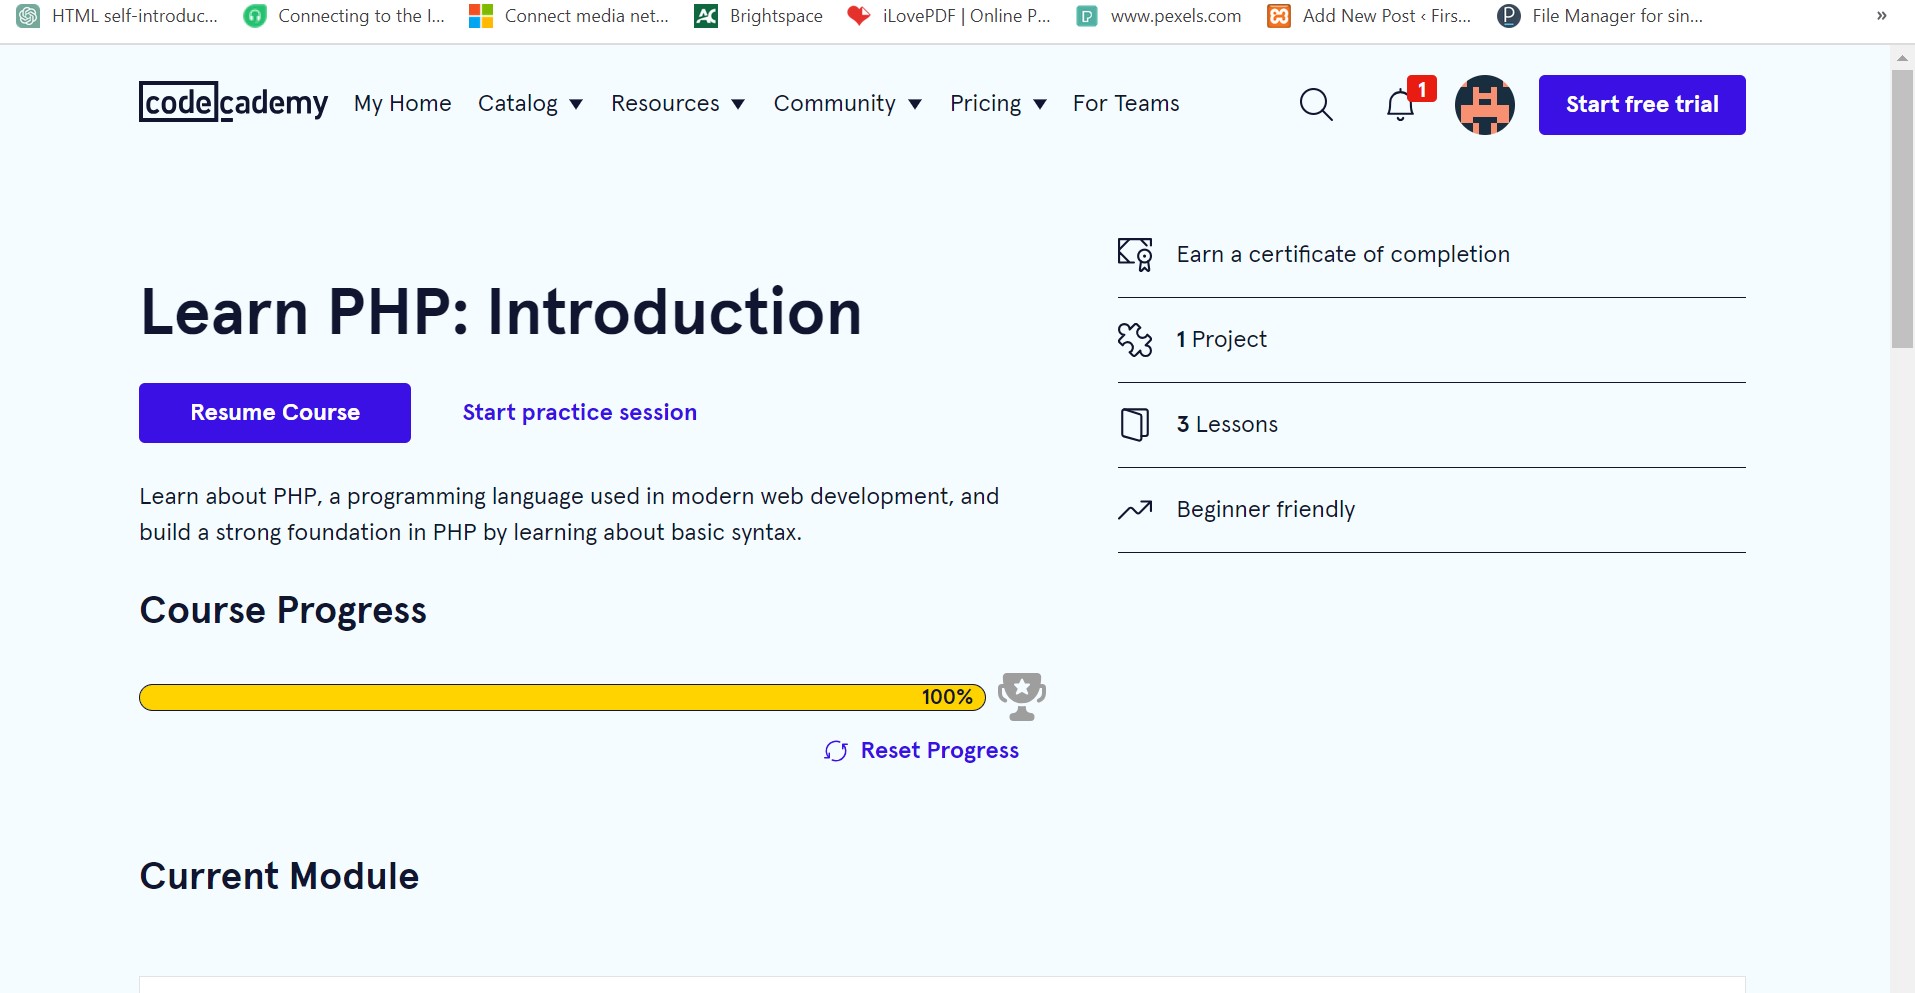 HTML self-introduc...
Connecting to the I...
Connect media net...
AC
Brightspace
iLovePDF | Online P...
P
www.pexels.com
Add New Post ‹ Firs...
P
File Manager for sin...
»
codecademy
My Home
Catalog
Resources
Community
Pricing
For Teams
1
Start free trial
Learn PHP: Introduction
Resume Course
Start practice session
Learn about PHP, a programming language used in modern web development, and
build a strong foundation in PHP by learning about basic syntax.
Earn a certificate of completion
1 Project
3 Lessons
Beginner friendly
Course Progress
100%
Reset Progress
Current Module